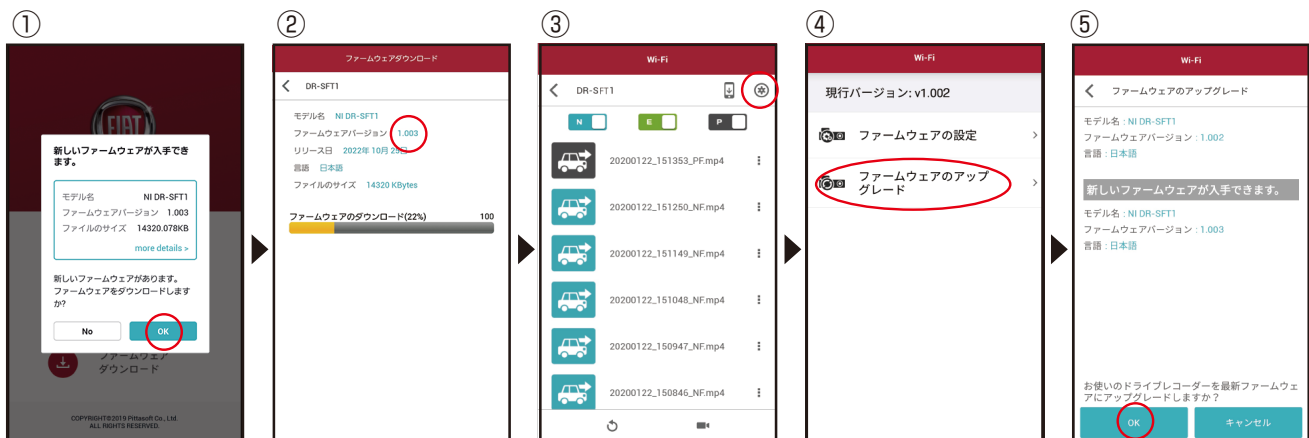 ①
FIAT
新しいファームウェアが入手でき
ます。
モデル名 NI DR-SFT1
ファームウェアバージョン 1.003
ファイルのサイズ 14320.078KB
more details >
新しいファームウェアがあります。
ファームウェアをダウンロードします
か?
No OK
ファームウェア
ダウンロード
COPYRIGHT©2019 Pittasoft Co., Ltd.
ALL RIGHTS RESERVED.
②
ファームウェアダウンロード
DR-SFT1
モデル名 NI DR-SFT1
ファームウェアバージョン 1.003
リリース日 2022年 10月 25日
言語 日本語
ファイルのサイズ 14320 KBytes
ファームウェアのダウンロード(22%) 100
③
Wi-Fi
DR-SFT1
N E P
20200122_151353_PF.mp4
20200122_151250_NF.mp4
20200122_151149_NF.mp4
20200122_151048_NF.mp4
20200122_150947_NF.mp4
20200122_150846_NF.mp4
④
Wi-Fi
現行バージョン: v1.002
ファームウェアの設定
ファームウェアのアップ
グレード
⑤
Wi-Fi
ファームウェアのアップグレード
モデル名 : NI DR-SFT1
ファームウェアバージョン : 1.002
言語 : 日本語
新しいファームウェアが入手できます。
モデル名 : NI DR-SFT1
ファームウェアバージョン : 1.003
言語 : 日本語
お使いのドライブレコーダーを最新ファームウェ
アにアップグレードしますか？
OK キャンセル